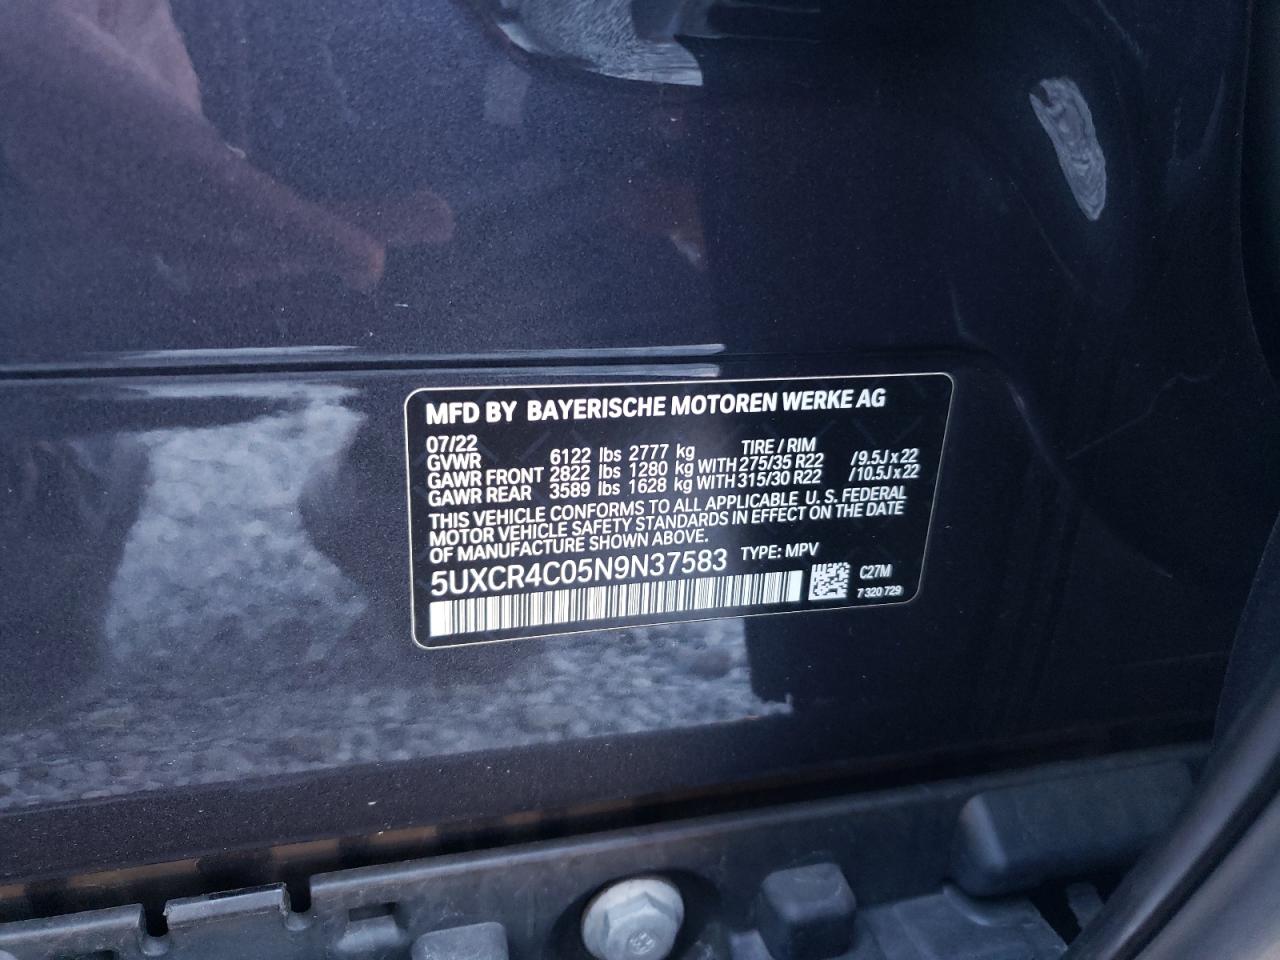 MFD BY BAYERISCHE MOTOREN WERKE AG
07/22
GVWR 6122 lbs 2777 kg TIRE / RIM
GAWR FRONT 2822 lbs 1280 kg WITH 275/35 R22 /9.5J x 22
GAWR REAR 3589 lbs 1628 kg WITH 315/30 R22 /10.5J x 22
THIS VEHICLE CONFORMS TO ALL APPLICABLE U.S. FEDERAL
MOTOR VEHICLE SAFETY STANDARDS IN EFFECT ON THE DATE
OF MANUFACTURE SHOWN ABOVE.
5UXCR4C05N9N37583 TYPE: MPV
C27M
7 320 729